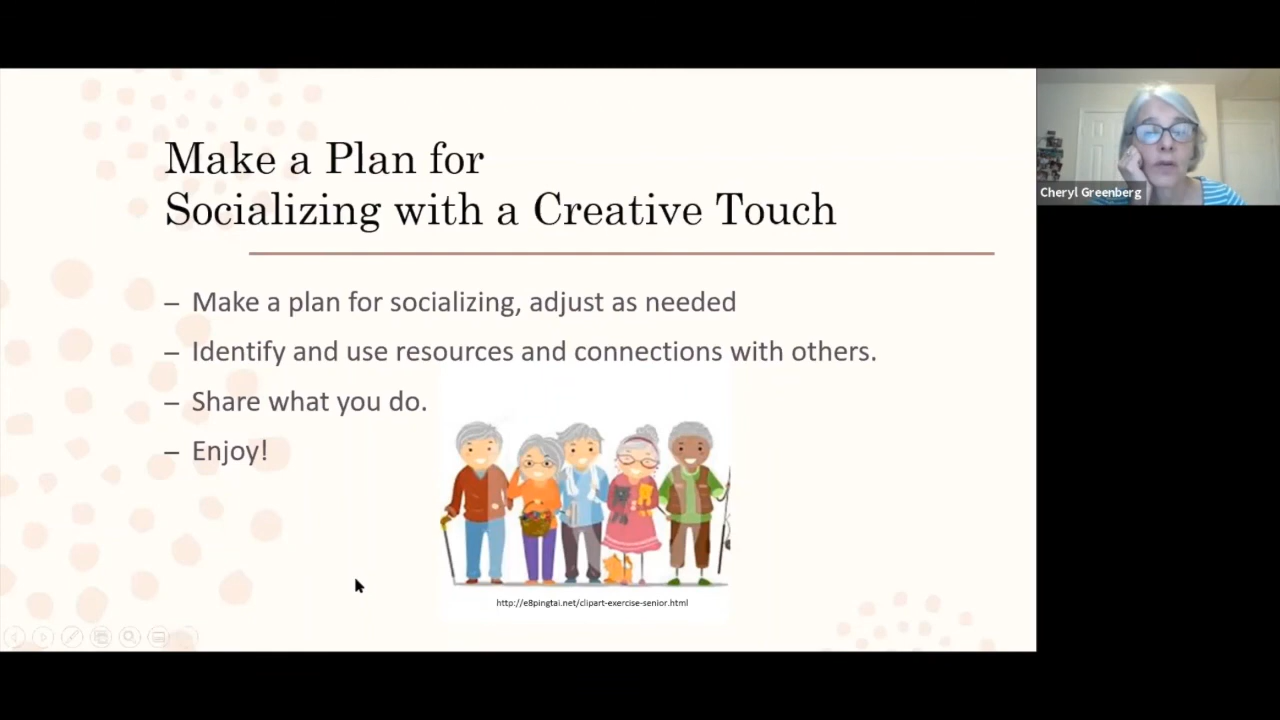 Make a Plan for
Socializing with a Creative Touch
– Make a plan for socializing, adjust as needed
– Identify and use resources and connections with others.
– Share what you do.
– Enjoy!
http://e8pingtai.net/clipart-exercise-senior.html
Cheryl Greenberg